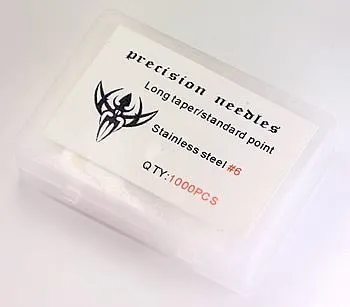 precision needles
Long taper/standard point
Stainless steel #6
QTY:1000PCS